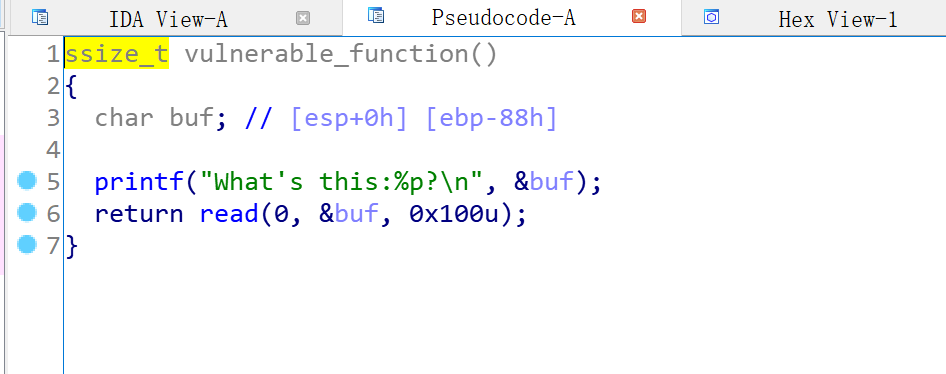 IDA View-A Pseudocode-A Hex View-1
1 ssize_t vulnerable_function()
2 {
3 char buf; // [esp+0h] [ebp-88h]
4
5 printf("What's this:%p?\n", &buf);
6 return read(0, &buf, 0x100u);
7 }